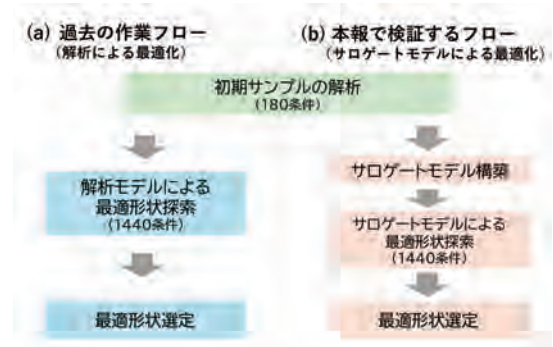 (a) 過去の作業フロー
(解析による最適化)
(b) 本報で検証するフロー
(サロゲートモデルによる最適化)
初期サンプルの解析
(180条件)
解析モデルによる
最適形状探索
(1440条件)
最適形状選定
サロゲートモデル構築
サロゲートモデルによる
最適形状探索
(1440条件)
最適形状選定